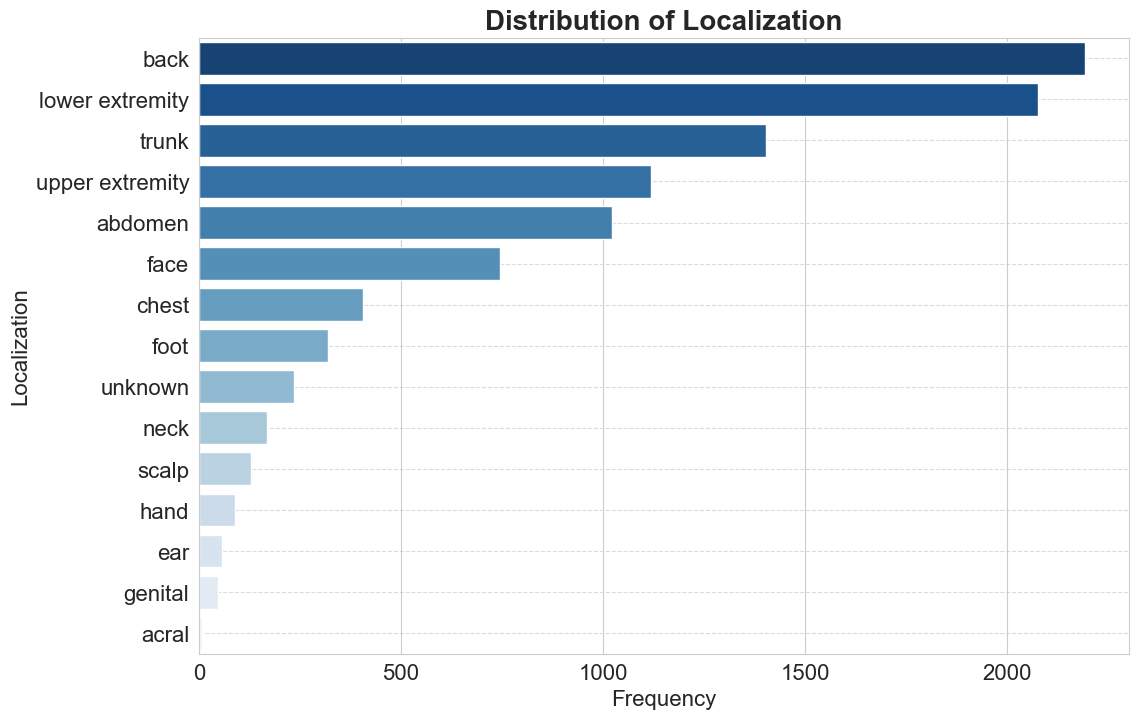 Distribution of Localization
back
lower extremity
trunk
upper extremity
abdomen
face
chest
foot
unknown
neck
scalp
hand
ear
genital
acral
Localization
0 500 1000 1500 2000
Frequency